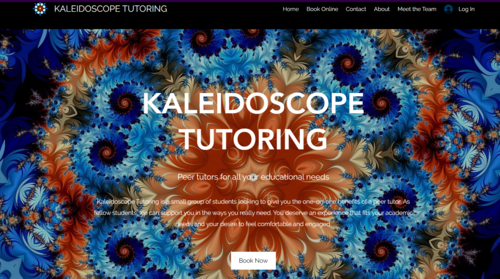 KALEIDOSCOPE TUTORING
Home Book Online Contact About Meet the Team Log In
KALEIDOSCOPE
TUTORING
Peer tutors for all your educational needs
Kaleidoscope Tutoring is a small group of students looking to give you the one-on-one benefits of a peer tutor. As
fellow students, we can support you in the ways you really need. You deserve an experience that fits your academic
needs and your desire to feel comfortable and engaged.
Book Now